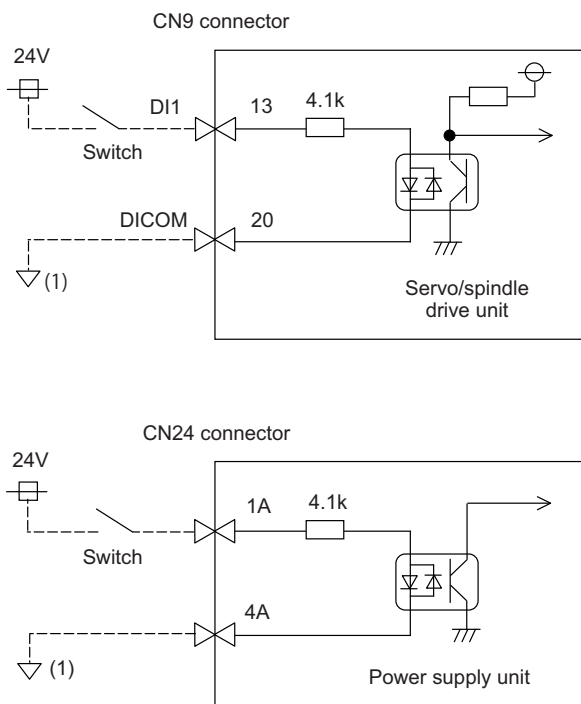 CN9 connector
24V
DI1
13
4.1k
Switch
DICOM
20
(1)
Servo/spindle
drive unit
CN24 connector
24V
1A
4.1k
Switch
4A
(1)
Power supply unit